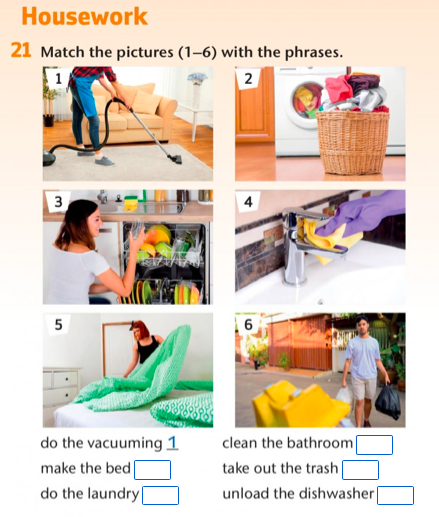 Housework
21 Match the pictures (1–6) with the phrases.
1
2
3
4
5
6
do the vacuuming 1
clean the bathroom
make the bed
take out the trash
do the laundry
unload the dishwasher